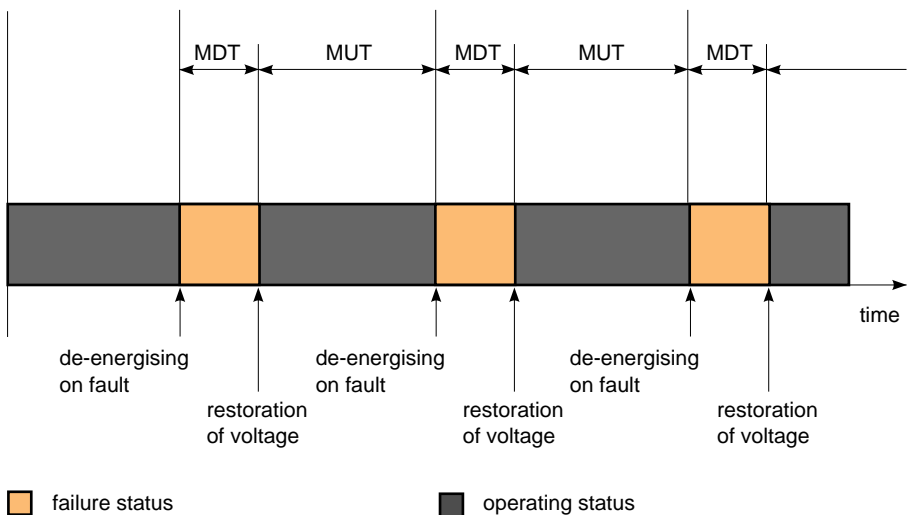 MDT MUT MDT MUT MDT
time
de-energising de-energising de-energising
on fault on fault on fault
restoration restoration restoration
of voltage of voltage of voltage
failure status operating status